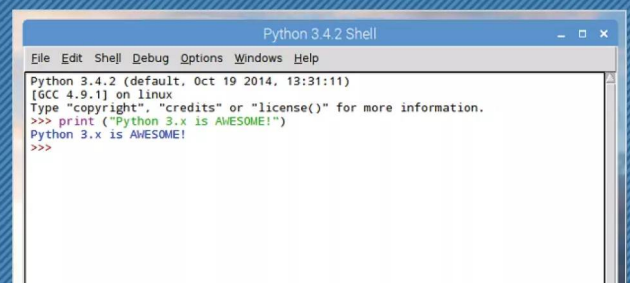 Python 3.4.2 Shell
File Edit Shell Debug Options Windows Help
Python 3.4.2 (default, Oct 19 2014, 13:31:11)
[GCC 4.9.1] on linux
Type "copyright", "credits" or "license()" for more information.
>>> print ("Python 3.x is AWESOME!")
Python 3.x is AWESOME!
>>>